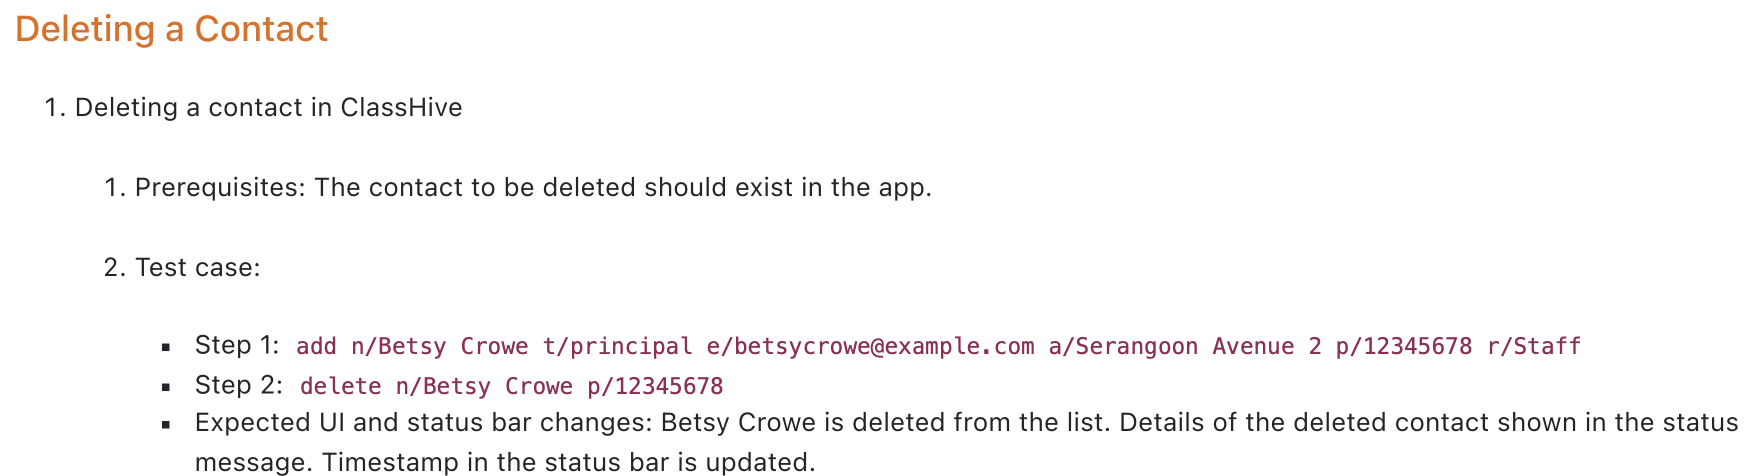 Deleting a Contact
1. Deleting a contact in ClassHive
1. Prerequisites: The contact to be deleted should exist in the app.
2. Test case:
▪ Step 1: add n/Betsy Crowe t/principal e/betsycrowe@example.com a/Serangoon Avenue 2 p/12345678 r/Staff
▪ Step 2: delete n/Betsy Crowe p/12345678
▪ Expected UI and status bar changes: Betsy Crowe is deleted from the list. Details of the deleted contact shown in the status
message. Timestamp in the status bar is updated.